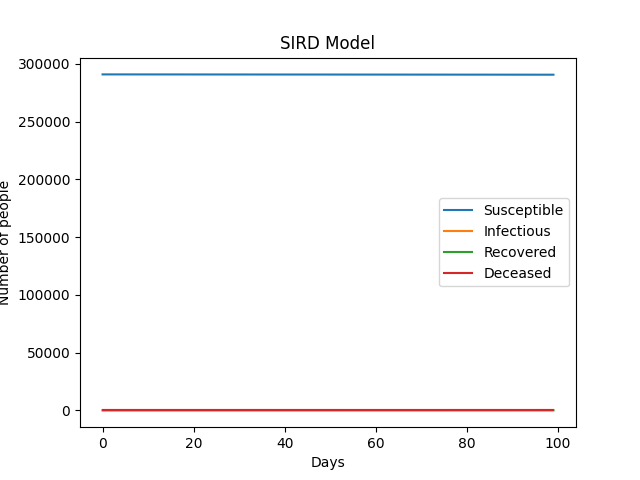 SIRD Model
300000
250000
200000
150000
100000
50000
0
Number of people
Susceptible
Infectious
Recovered
Deceased
0 20 40 60 80 100
Days